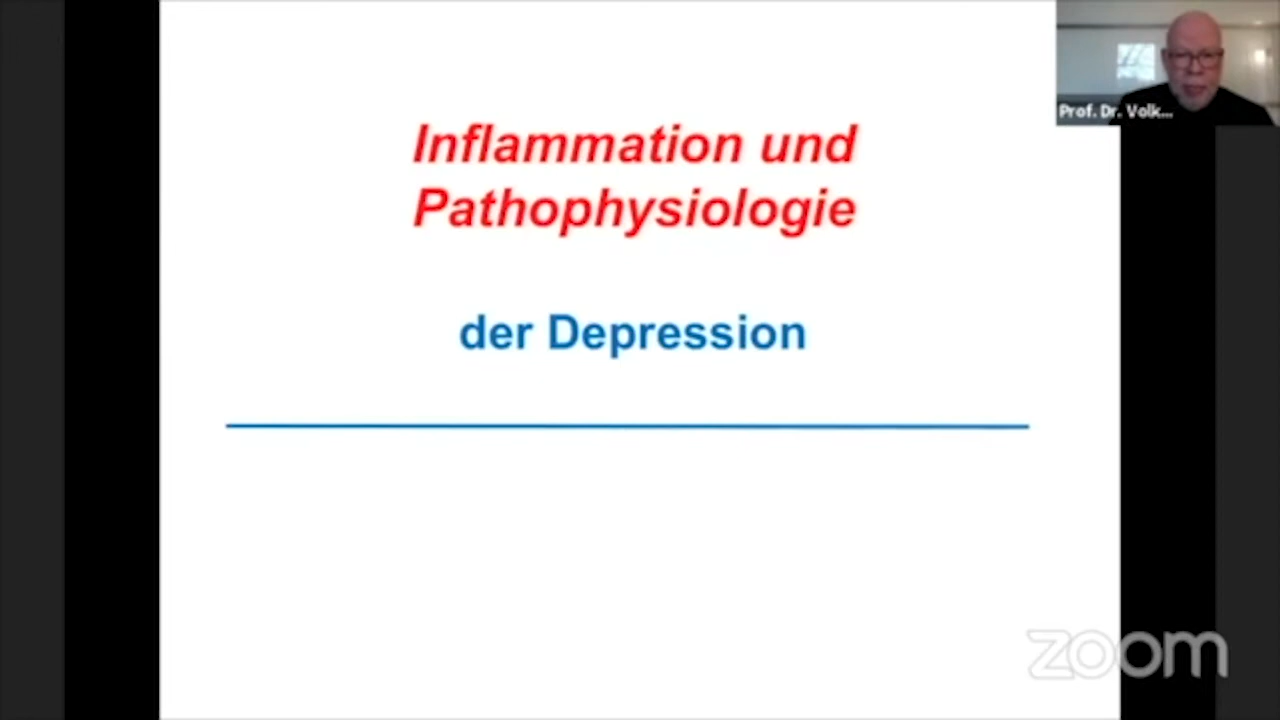 Inflammation und
Pathophysiologie
der Depression
Prof. Dr. Volk...
zoom